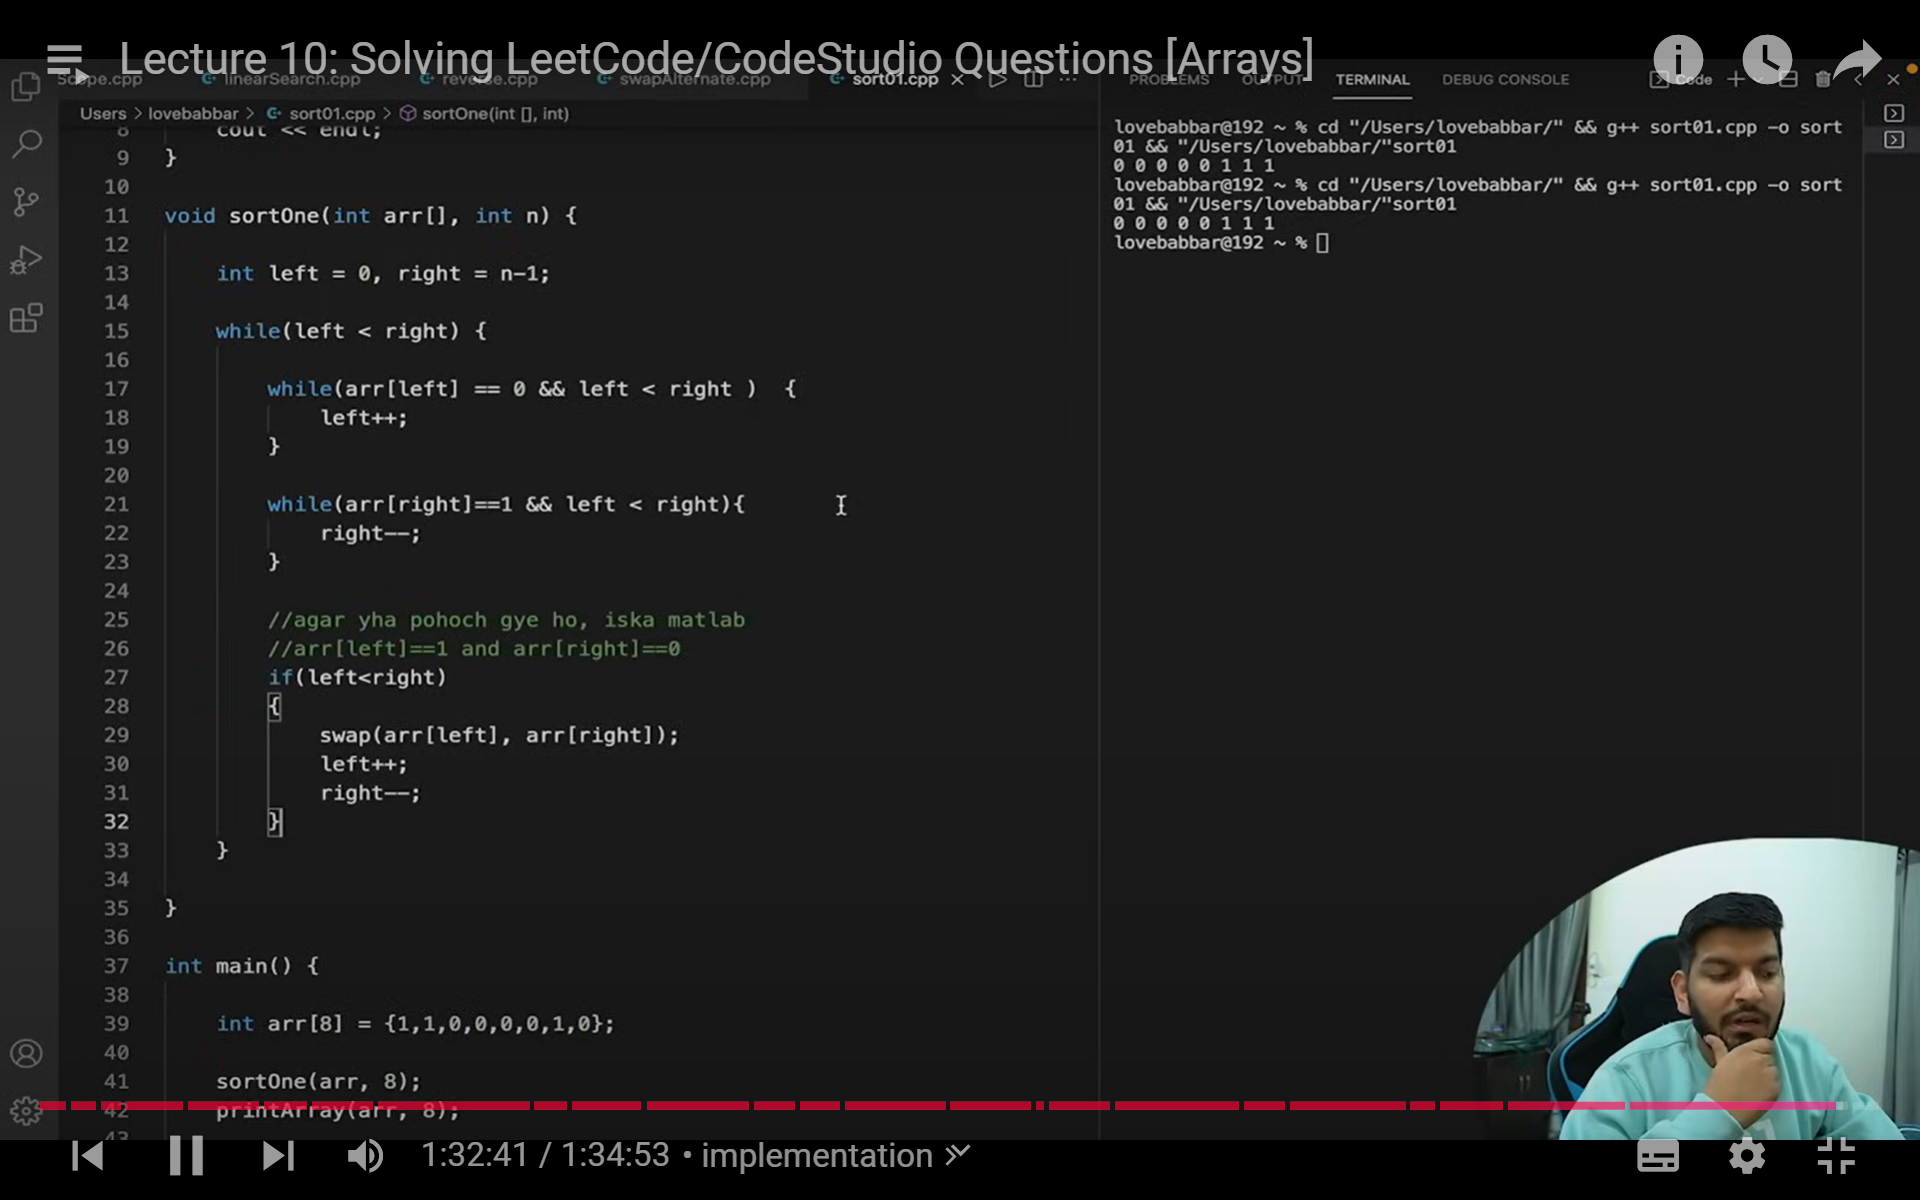 Lecture 10: Solving LeetCode/CodeStudio Questions [Arrays]
Scope.cpp linearSearch.cpp reverse.cpp swapAlternate.cpp sort01.cpp
PROBLEMS OUTPUT TERMINAL DEBUG CONSOLE Code
Users > lovebabbar > sort01.cpp > sortOne(int [], int)
8 cout << endl;
9 }
10
11 void sortOne(int arr[], int n) {
12
13 int left = 0, right = n-1;
14
15 while(left < right) {
16
17 while(arr[left] == 0 && left < right ) {
18 left++;
19 }
20
21 while(arr[right]==1 && left < right){
22 right--;
23 }
24
25 //agar yha pohoch gye ho, iska matlab
26 //arr[left]==1 and arr[right]==0
27 if(left<right)
28 {
29 swap(arr[left], arr[right]);
30 left++;
31 right--;
32 }
33 }
34
35 }
36
37 int main() {
38
39 int arr[8] = {1,1,0,0,0,0,1,0};
40
41 sortOne(arr, 8);
42 printArray(arr, 8);
43
lovebabbar@192 ~ % cd "/Users/lovebabbar/" && g++ sort01.cpp -o sort
01 && "/Users/lovebabbar/"sort01
0 0 0 0 0 1 1 1
lovebabbar@192 ~ % cd "/Users/lovebabbar/" && g++ sort01.cpp -o sort
01 && "/Users/lovebabbar/"sort01
0 0 0 0 0 1 1 1
lovebabbar@192 ~ %
1:32:41 / 1:34:53 • implementation